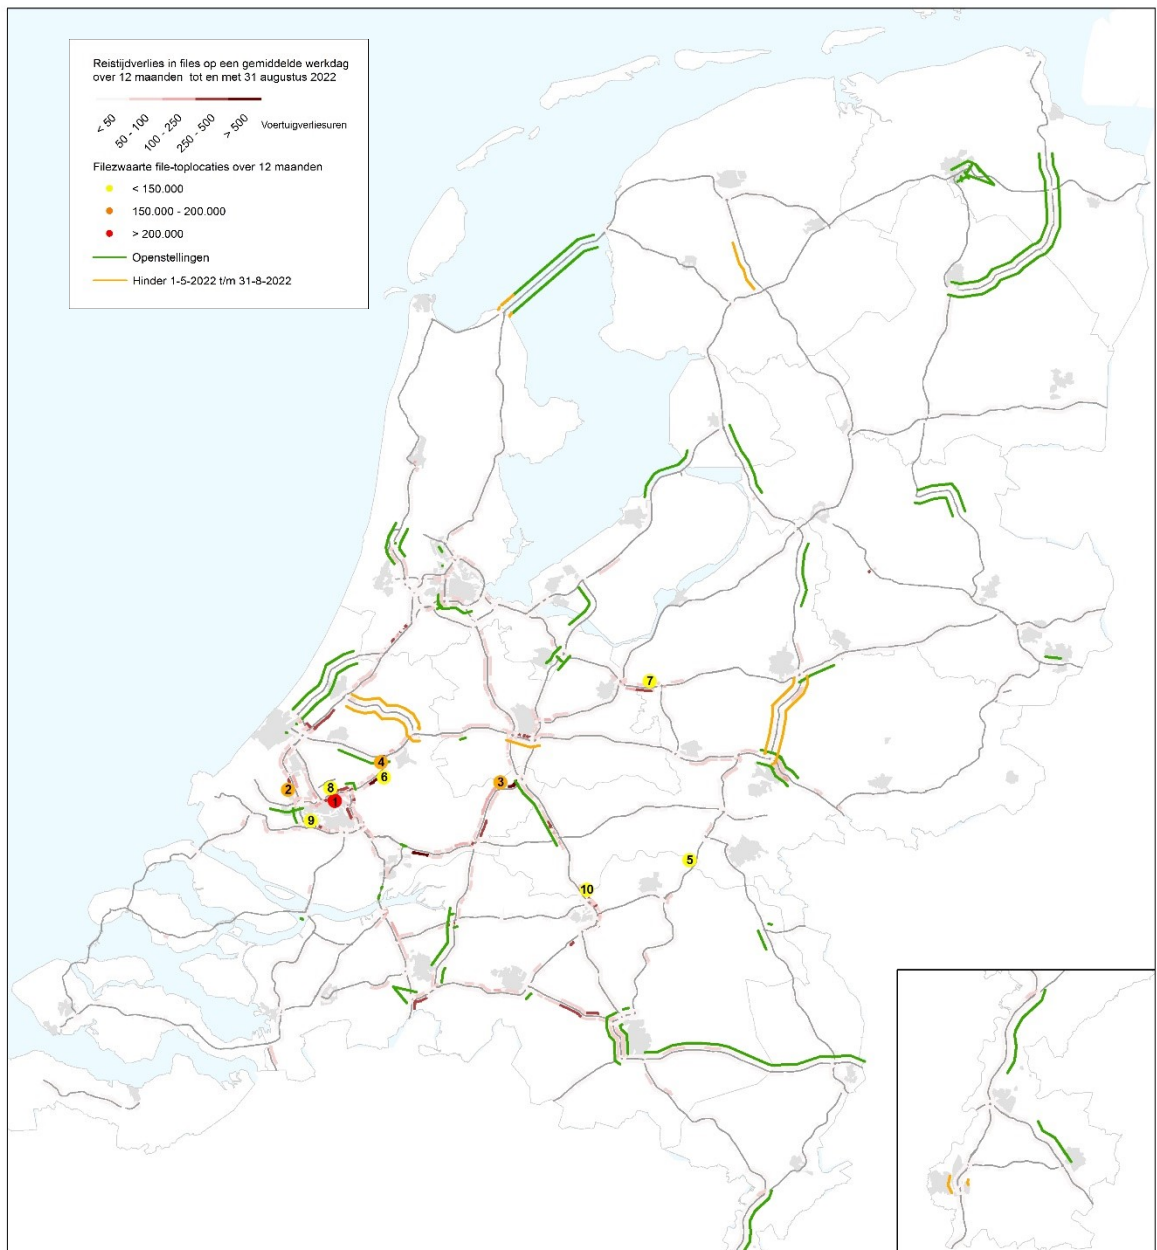 Reistijdverlies in files op een gemiddelde werkdag
over 12 maanden tot en met 31 augustus 2022
< 50
50 - 100
100 - 250
250 - 500
> 500
Voertuigverliesuren
Filezwaarte file-toplocaties over 12 maanden
< 150.000
150.000 - 200.000
> 200.000
Openstellingen
Hinder 1-5-2022 t/m 31-8-2022
7
4
6
3
2
8
1
9
5
10